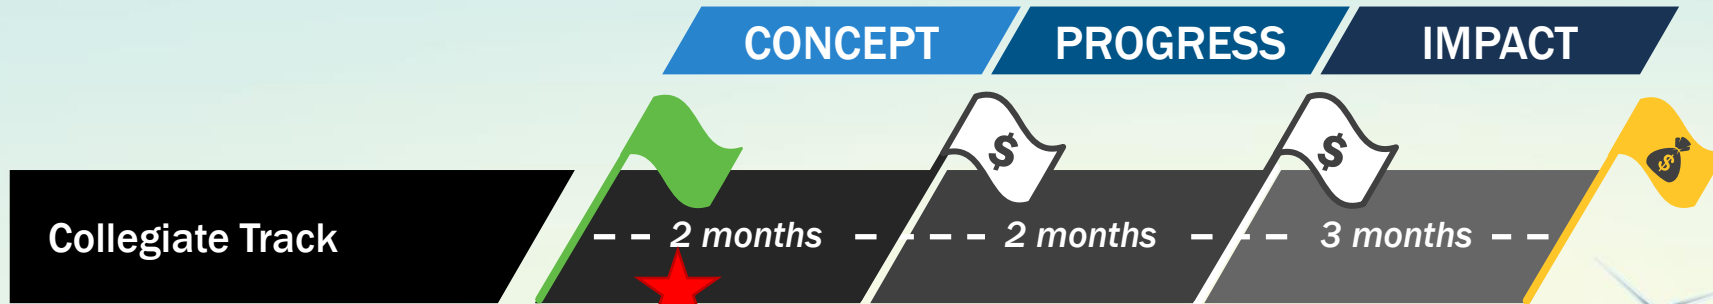 CONCEPT PROGRESS IMPACT
$ $ $
Collegiate Track 2 months 2 months 3 months